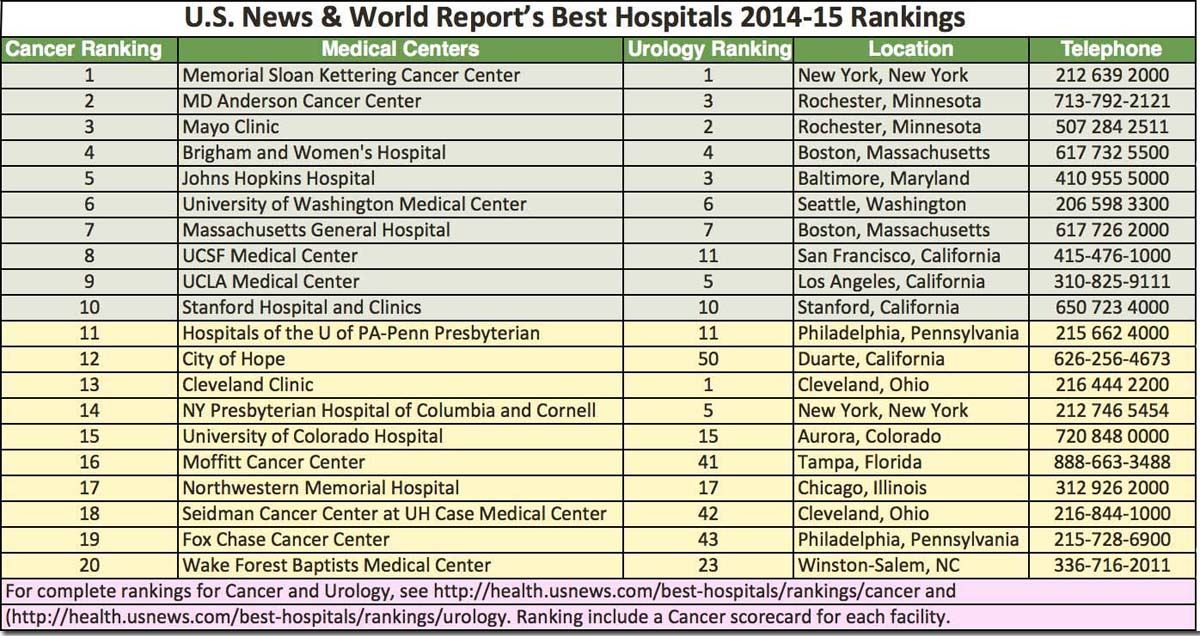 U.S. News & World Report's Best Hospitals 2014-15 Rankings
Cancer Ranking Medical Centers Urology Ranking Location Telephone
1 Memorial Sloan Kettering Cancer Center 1 New York, New York 212 639 2000
2 MD Anderson Cancer Center 3 Rochester, Minnesota 713-792-2121
3 Mayo Clinic 2 Rochester, Minnesota 507 284 2511
4 Brigham and Women's Hospital 4 Boston, Massachusetts 617 732 5500
5 Johns Hopkins Hospital 3 Baltimore, Maryland 410 955 5000
6 University of Washington Medical Center 6 Seattle, Washington 206 598 3300
7 Massachusetts General Hospital 7 Boston, Massachusetts 617 726 2000
8 UCSF Medical Center 11 San Francisco, California 415-476-1000
9 UCLA Medical Center 5 Los Angeles, California 310-825-9111
10 Stanford Hospital and Clinics 10 Stanford, California 650 723 4000
11 Hospitals of the U of PA-Penn Presbyterian 11 Philadelphia, Pennsylvania 215 662 4000
12 City of Hope 50 Duarte, California 626-256-4673
13 Cleveland Clinic 1 Cleveland, Ohio 216 444 2200
14 NY Presbyterian Hospital of Columbia and Cornell 5 New York, New York 212 746 5454
15 University of Colorado Hospital 15 Aurora, Colorado 720 848 0000
16 Moffitt Cancer Center 41 Tampa, Florida 888-663-3488
17 Northwestern Memorial Hospital 17 Chicago, Illinois 312 926 2000
18 Seidman Cancer Center at UH Case Medical Center 42 Cleveland, Ohio 216-844-1000
19 Fox Chase Cancer Center 43 Philadelphia, Pennsylvania 215-728-6900
20 Wake Forest Baptists Medical Center 23 Winston-Salem, NC 336-716-2011
For complete rankings for Cancer and Urology, see http://health.usnews.com/best-hospitals/rankings/cancer and
(http://health.usnews.com/best-hospitals/rankings/urology. Ranking include a Cancer scorecard for each facility.